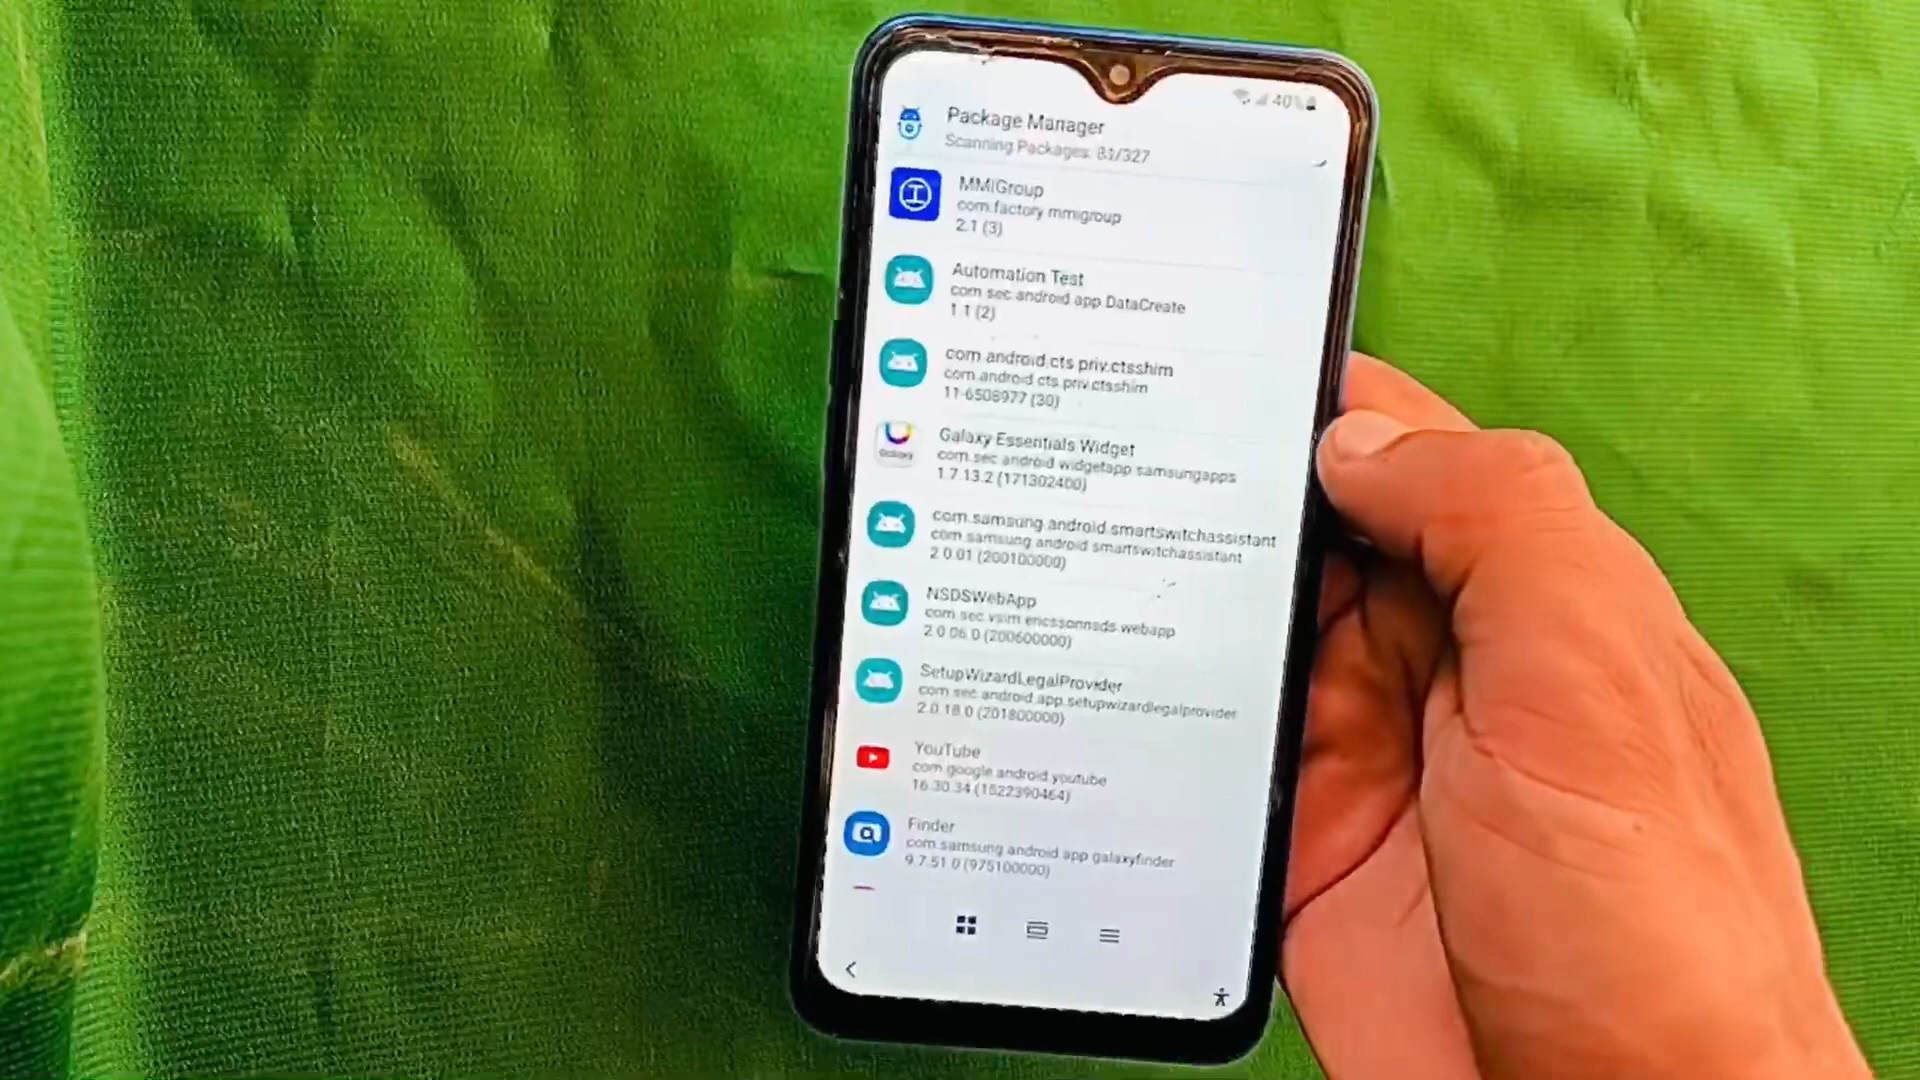 40%
Package Manager
Scanning Packages: 81/327
MMIGroup
com.factory.mmigroup
2.1 (3)
Automation Test
com.sec.android.app.DataCreate
1.1 (2)
com.android.cts.priv.ctsshim
com.android.cts.priv.ctsshim
11-6508977 (30)
Galaxy Essentials Widget
com.sec.android.widgetapp.samsungapps
1.7.13.2 (171302400)
Galaxy
com.samsung.android.smartswitchassistant
com.samsung.android.smartswitchassistant
2.0.01 (200100000)
NSDSWebApp
com.sec.vsim.ericssonnsds.webapp
2.0.06.0 (200600000)
SetupWizardLegalProvider
com.sec.android.app.setupwizardlegalprovider
2.0.18.0 (201800000)
YouTube
com.google.android.youtube
16.30.34 (1522390464)
Finder
com.samsung.android.app.galaxyfinder
9.7.51.0 (975100000)